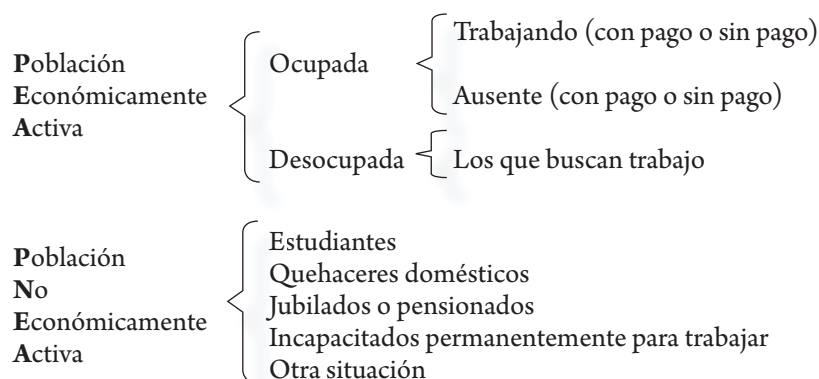 Población
Económicamente
Activa
Ocupada
Trabajando (con pago o sin pago)
Ausente (con pago o sin pago)
Desocupada
Los que buscan trabajo
Población
No
Económicamente
Activa
Estudiantes
Quehaceres domésticos
Jubilados o pensionados
Incapacitados permanentemente para trabajar
Otra situación